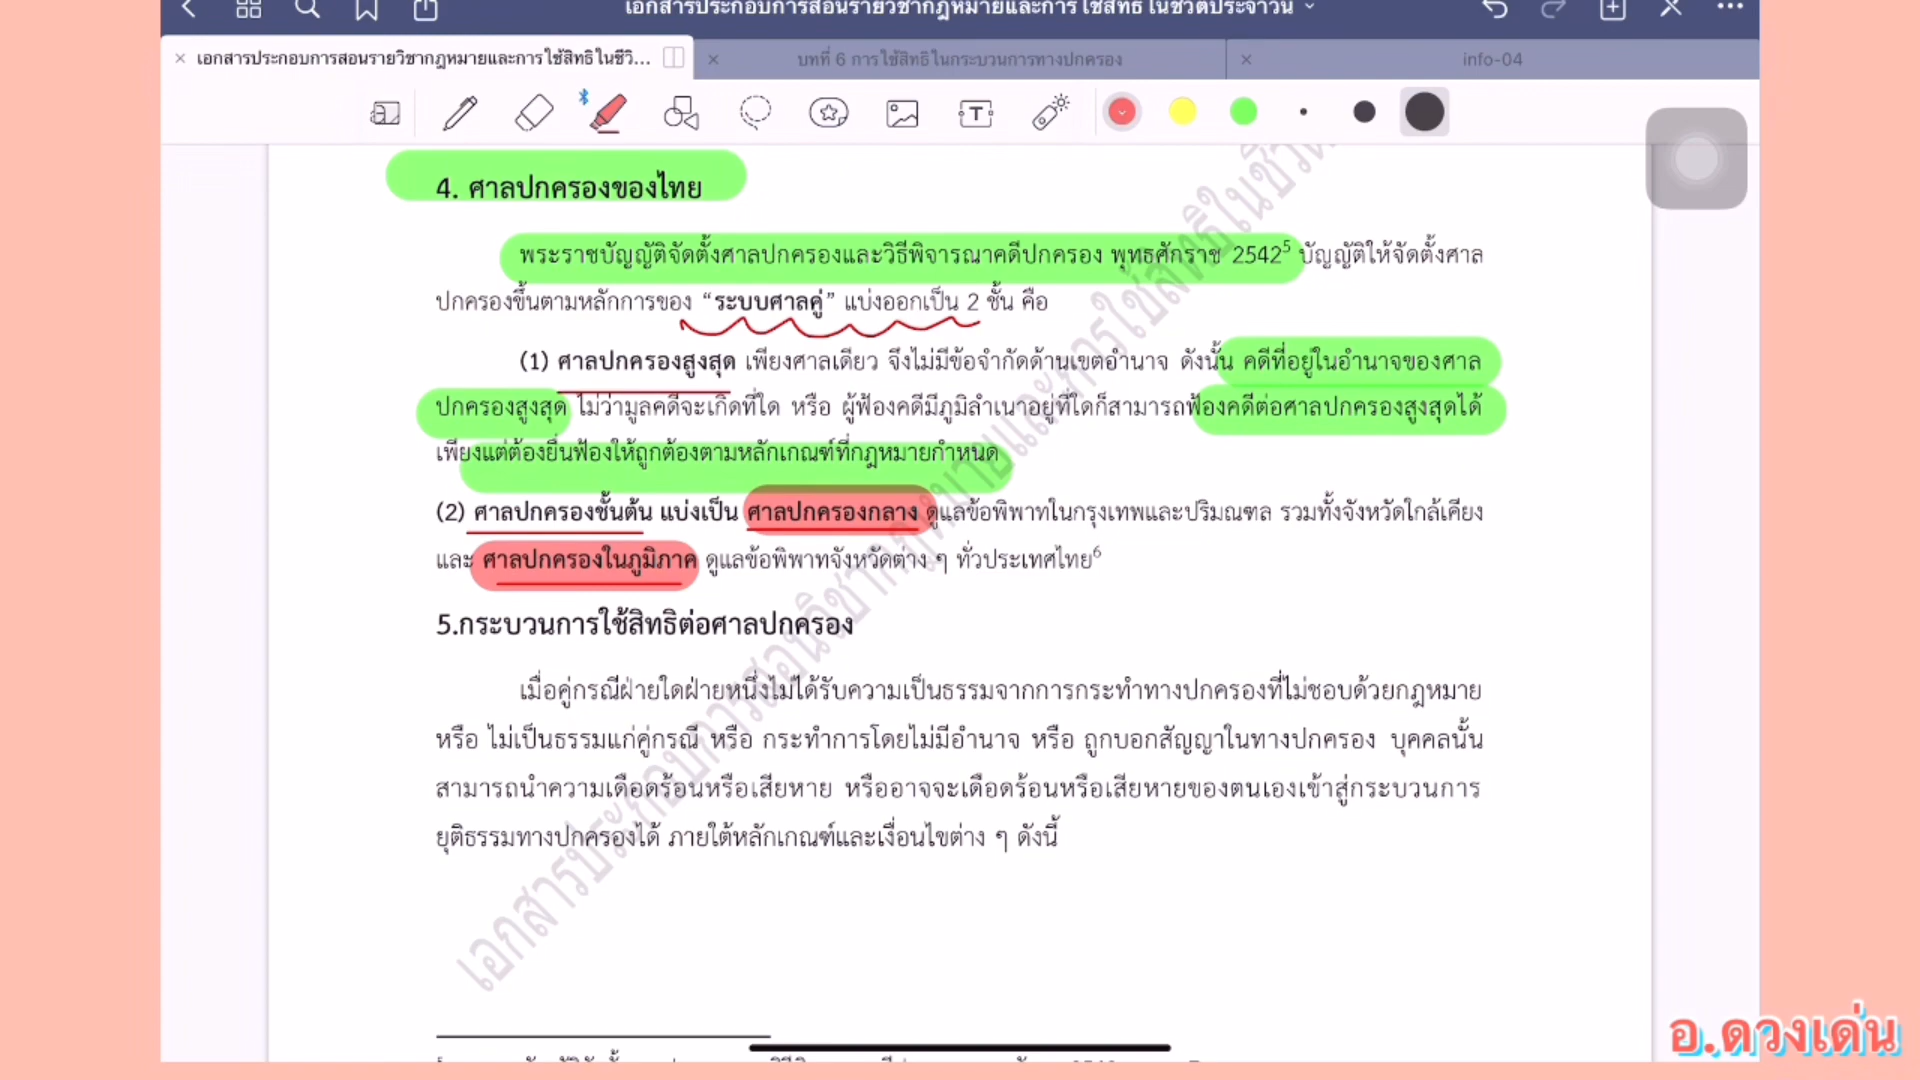 เอกสารประกอบการสอนรายวิชากฎหมายและการใช้สิทธิในชีวิตประจำวัน
เอกสารประกอบการสอนรายวิชากฎหมายและการใช้สิทธิในชีวิ...
บทที่ 6 การใช้สิทธิในกระบวนการทางปกครอง
info-04
4. ศาลปกครองของไทย
พระราชบัญญัติจัดตั้งศาลปกครองและวิธีพิจารณาคดีปกครอง พุทธศักราช 2542⁵ บัญญัติให้จัดตั้งศาล
ปกครองขึ้นตามหลักการของ “ระบบศาลคู่” แบ่งออกเป็น 2 ชั้น คือ
(1) ศาลปกครองสูงสุด เพียงศาลเดียว จึงไม่มีข้อจำกัดด้านเขตอำนาจ ดังนั้น คดีที่อยู่ในอำนาจของศาล
ปกครองสูงสุด ไม่ว่ามูลคดีจะเกิดที่ใด หรือ ผู้ฟ้องคดีมีภูมิลำเนาอยู่ที่ใดก็สามารถฟ้องคดีต่อศาลปกครองสูงสุดได้
เพียงแต่ต้องยื่นฟ้องให้ถูกต้องตามหลักเกณฑ์ที่กฎหมายกำหนด
(2) ศาลปกครองชั้นต้น แบ่งเป็น ศาลปกครองกลาง ดูแลข้อพิพาทในกรุงเทพและปริมณฑล รวมทั้งจังหวัดใกล้เคียง
และ ศาลปกครองในภูมิภาค ดูแลข้อพิพาทจังหวัดต่าง ๆ ทั่วประเทศไทย⁶
5.กระบวนการใช้สิทธิต่อศาลปกครอง
เมื่อคู่กรณีฝ่ายใดฝ่ายหนึ่งไม่ได้รับความเป็นธรรมจากการกระทำทางปกครองที่ไม่ชอบด้วยกฎหมาย
หรือ ไม่เป็นธรรมแก่คู่กรณี หรือ กระทำการโดยไม่มีอำนาจ หรือ ถูกบอกสัญญาในทางปกครอง บุคคลนั้น
สามารถนำความเดือดร้อนหรือเสียหาย หรืออาจจะเดือดร้อนหรือเสียหายของตนเองเข้าสู่กระบวนการ
ยุติธรรมทางปกครองได้ ภายใต้หลักเกณฑ์และเงื่อนไขต่าง ๆ ดังนี้
เอกสารประกอบการสอนวิชากฎหมายและการใช้สิทธิในชีวิต
อ.ดวงเด่น